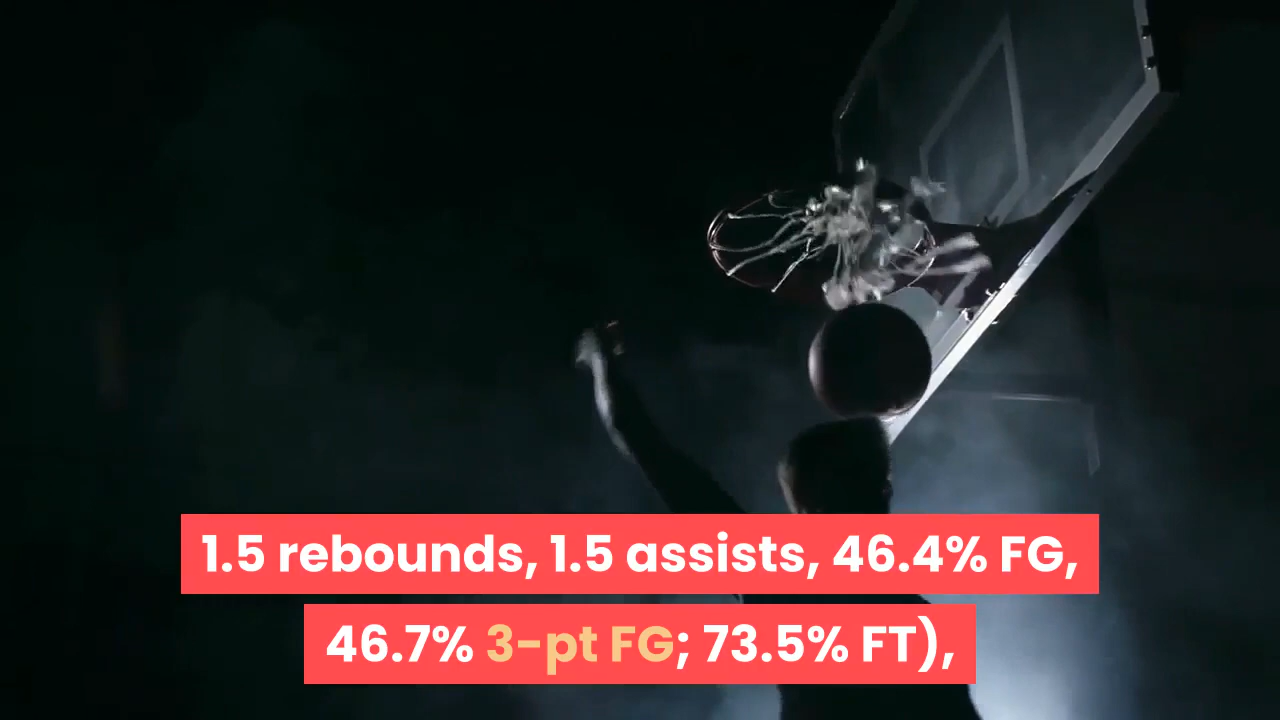 1.5 rebounds, 1.5 assists, 46.4% FG,
46.7% 3-pt FG; 73.5% FT),